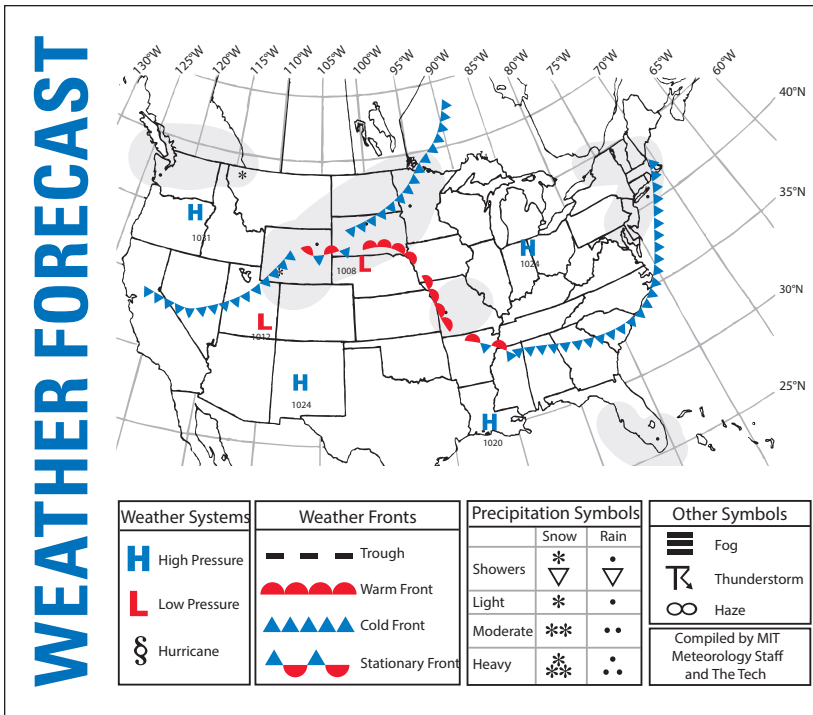 WEATHER FORECAST
130°W
125°W
120°W
115°W
110°W
105°W
100°W
95°W
90°W
85°W
80°W
75°W
70°W
65°W
60°W
40°N
35°N
30°N
25°N
H
1031
H
1024
L
1008
L
1012
H
1024
H
1020
Weather Systems
H High Pressure
L Low Pressure
§ Hurricane
Weather Fronts
Trough
Warm Front
Cold Front
Stationary Front
Precipitation Symbols
Snow Rain
Showers
Light
Moderate
Heavy
Other Symbols
Fog
Thunderstorm
Haze
Compiled by MIT
Meteorology Staff
and The Tech